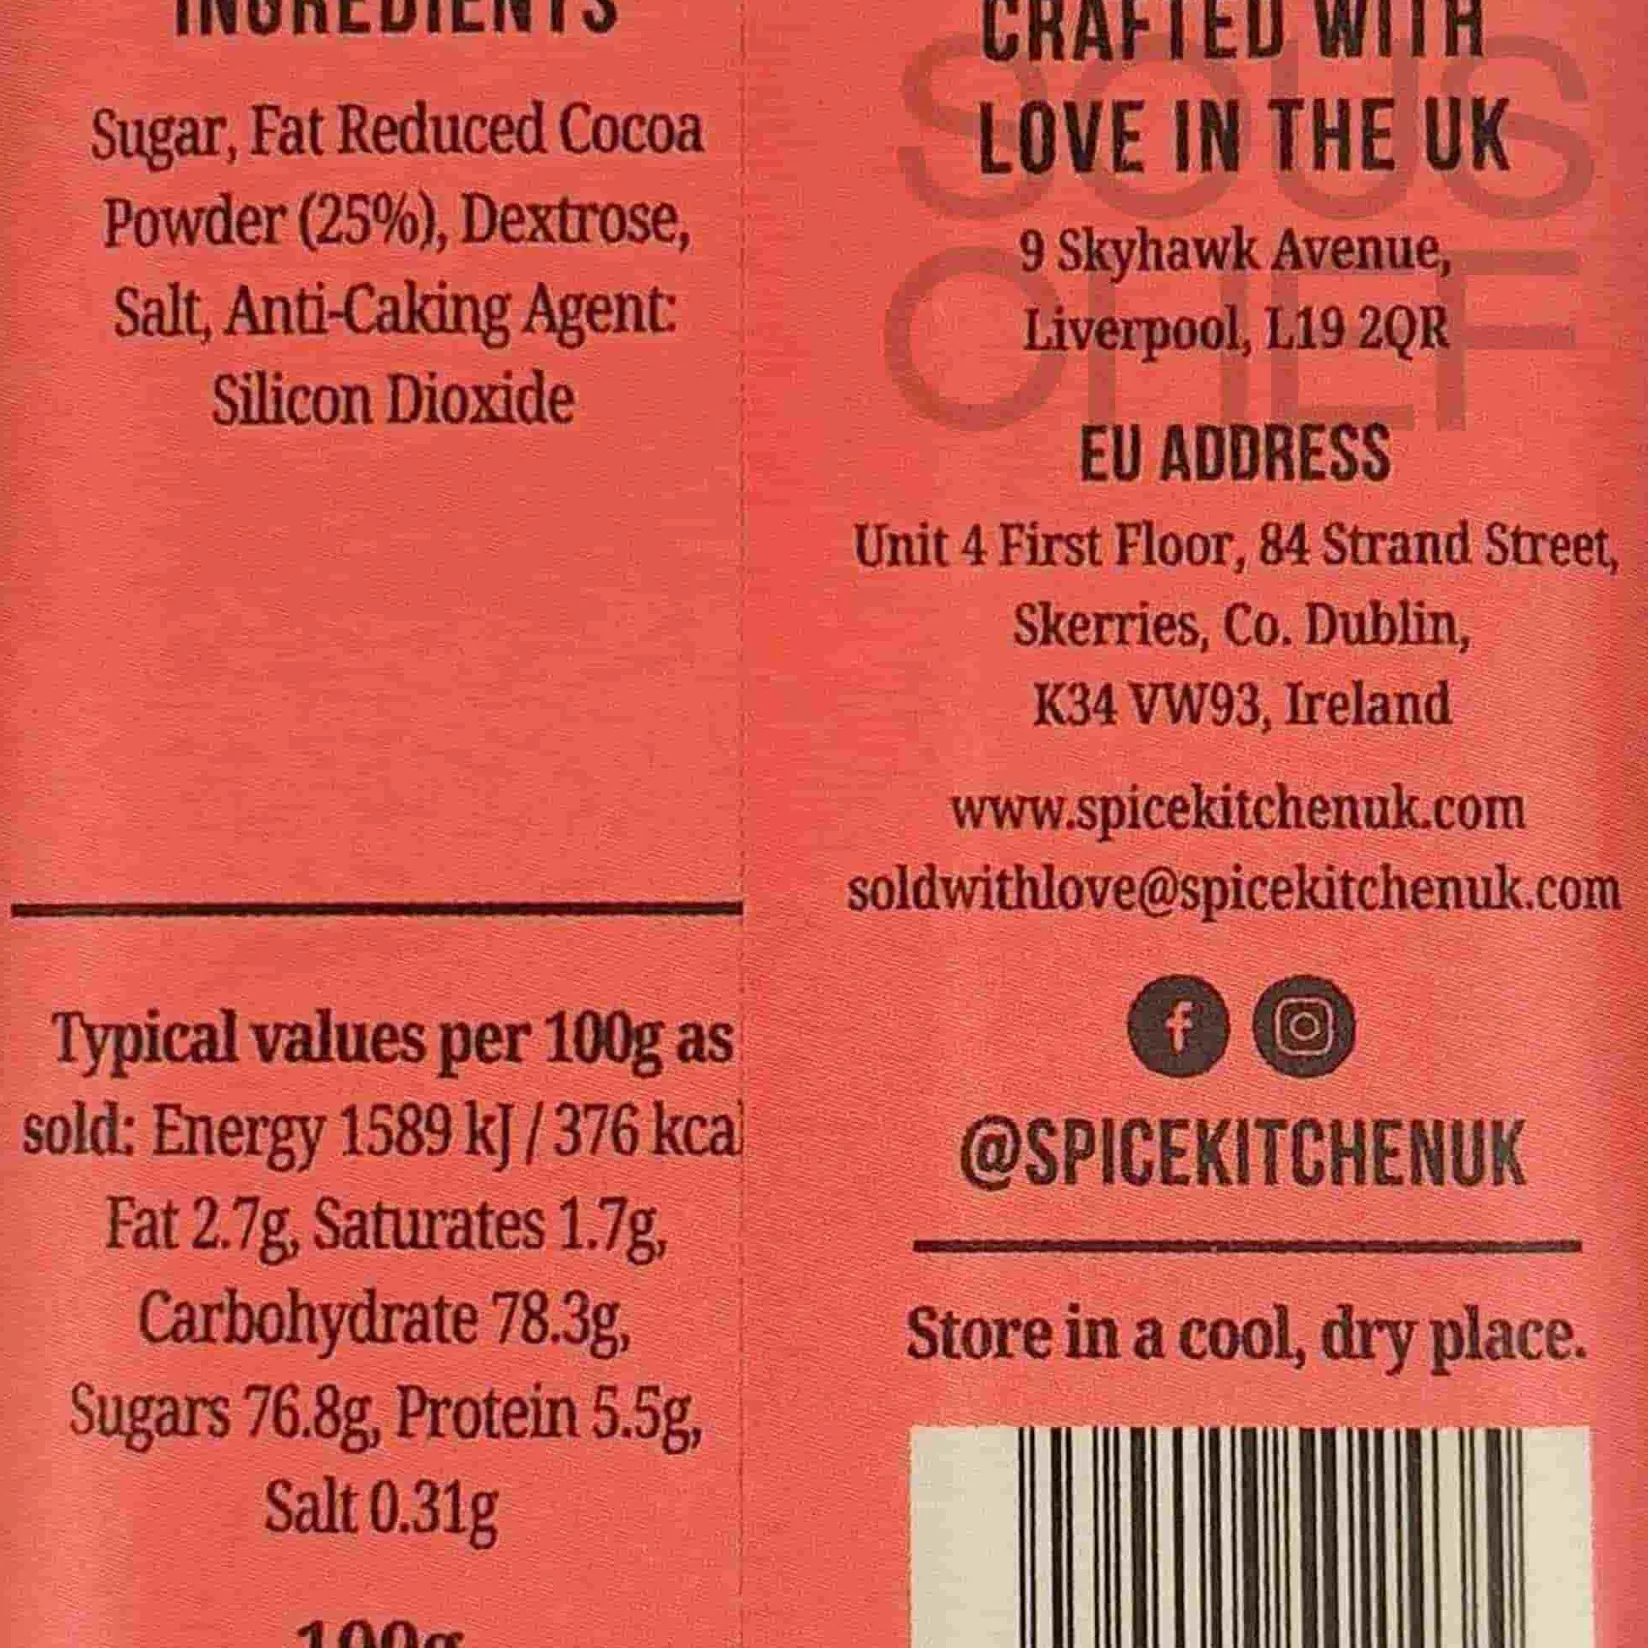 INGREDIENTS
Sugar, Fat Reduced Cocoa
Powder (25%), Dextrose,
Salt, Anti-Caking Agent:
Silicon Dioxide
Typical values per 100g as
sold: Energy 1589 kJ / 376 kcal
Fat 2.7g, Saturates 1.7g,
Carbohydrate 78.3g,
Sugars 76.8g, Protein 5.5g,
Salt 0.31g
100g
CRAFTED WITH
LOVE IN THE UK
9 Skyhawk Avenue,
Liverpool, L19 2QR
SOUS
CHEF
EU ADDRESS
Unit 4 First Floor, 84 Strand Street,
Skerries, Co. Dublin,
K34 VW93, Ireland
www.spicekitchenuk.com
soldwithlove@spicekitchenuk.com
@SPICEKITCHENUK
Store in a cool, dry place.